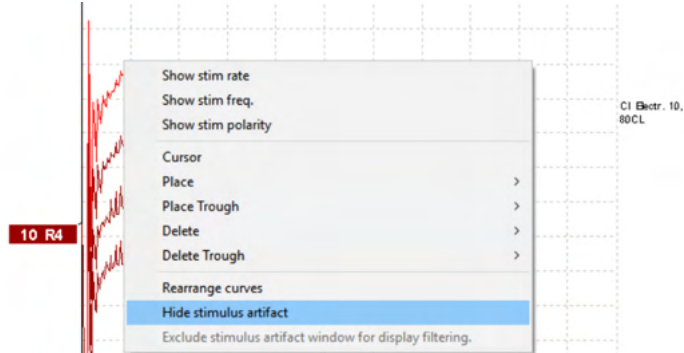 Show stim rate
Show stim freq.
Show stim polarity
CI Electr. 10,
80CL
Cursor
Place
Place Trough
Delete
10 R4
Delete Trough
Rearrange curves
Hide stimulus artifact
Exclude stimulus artifact window for display filtering.